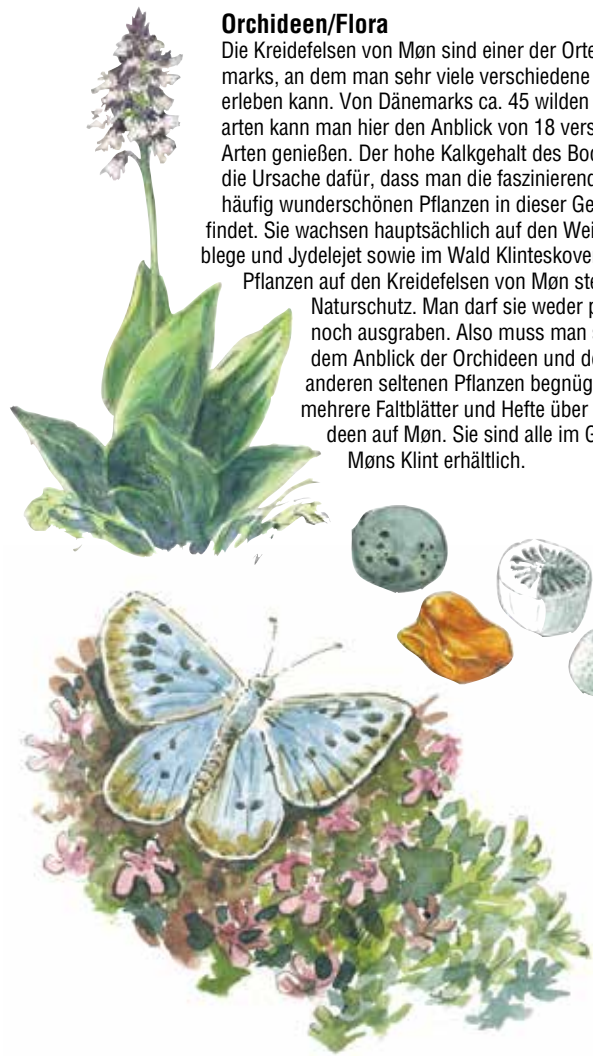 Orchideen/Flora
Die Kreidefelsen von Møn sind einer der Orte
marks, an dem man sehr viele verschiedene
erleben kann. Von Dänemarks ca. 45 wilden
arten kann man hier den Anblick von 18 vers
Arten genießen. Der hohe Kalkgehalt des Bod
die Ursache dafür, dass man die faszinierend
häufig wunderschönen Pflanzen in dieser Ge
findet. Sie wachsen hauptsächlich auf den Wei
blege und Jydelejet sowie im Wald Klinteskove
Pflanzen auf den Kreidefelsen von Møn ste
Naturschutz. Man darf sie weder p
noch ausgraben. Also muss man s
dem Anblick der Orchideen und de
anderen seltenen Pflanzen begnüg
mehrere Faltblätter und Hefte über
deen auf Møn. Sie sind alle im G
Møns Klint erhältlich.